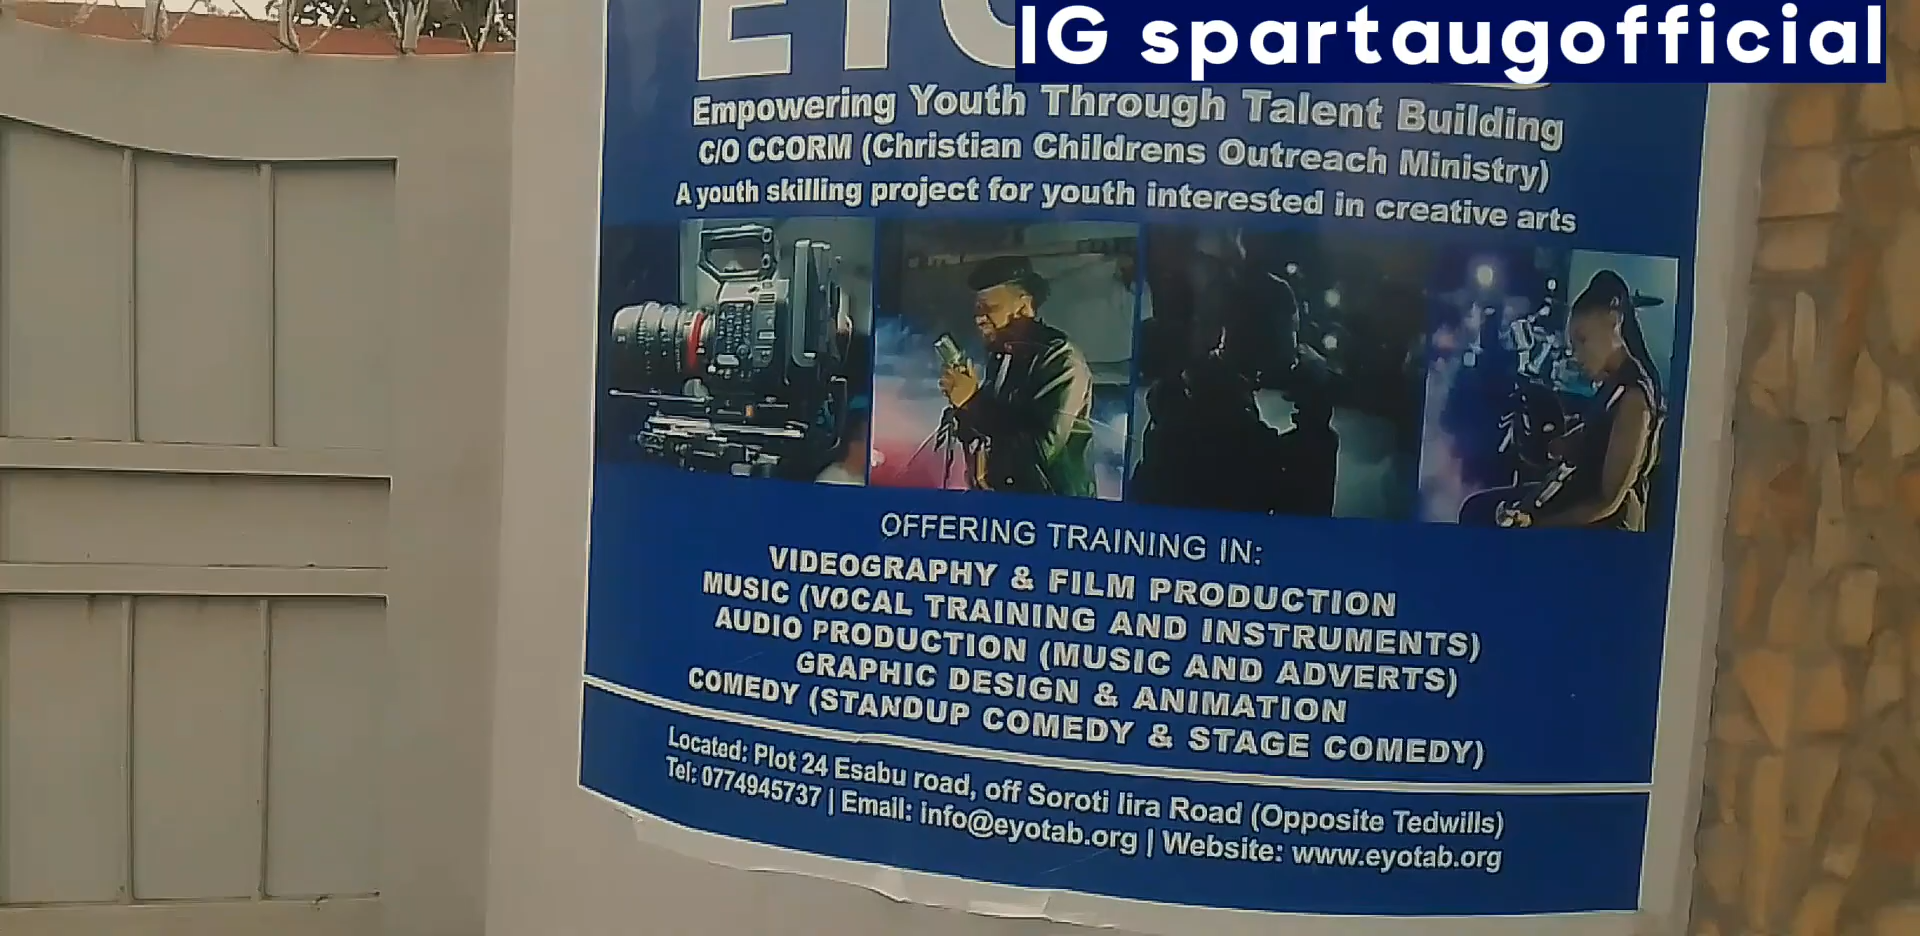 IG spartaugofficial
Empowering Youth Through Talent Building
C/O CCORM (Christian Childrens Outreach Ministry)
A youth skilling project for youth interested in creative arts
OFFERING TRAINING IN:
VIDEOGRAPHY & FILM PRODUCTION
MUSIC (VOCAL TRAINING AND INSTRUMENTS)
AUDIO PRODUCTION (MUSIC AND ADVERTS)
GRAPHIC DESIGN & ANIMATION
COMEDY (STANDUP COMEDY & STAGE COMEDY)
Located: Plot 24 Esabu road, off Soroti lira Road (Opposite Tedwills)
Tel: 0774945737 | Email: info@eyotab.org | Website: www.eyotab.org